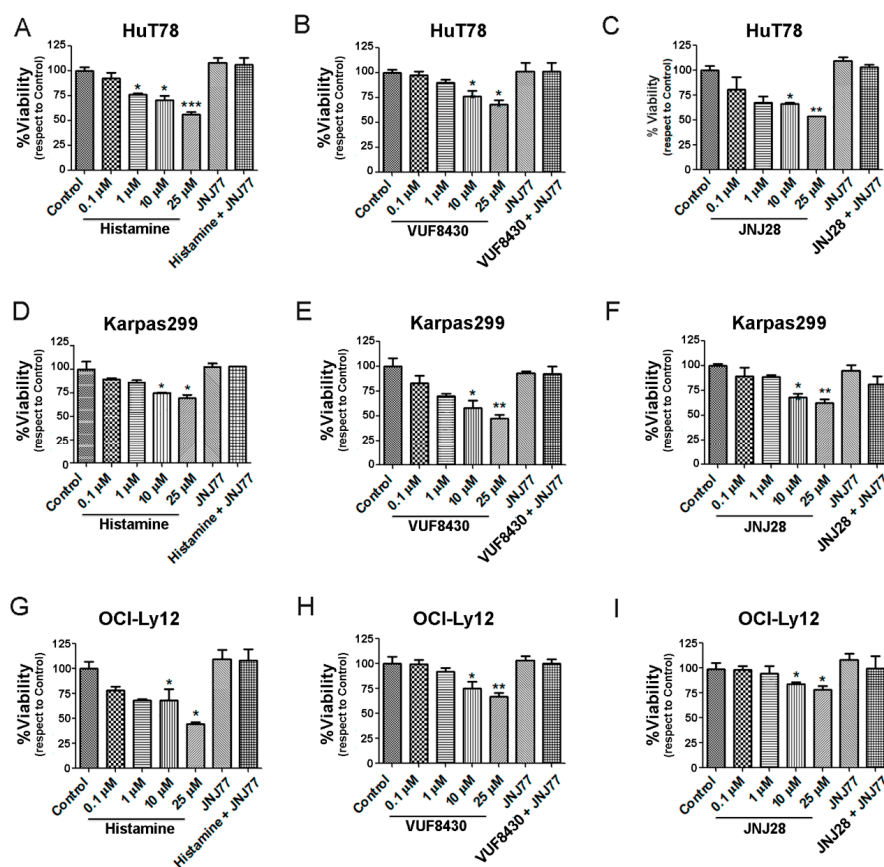 A
HuT78
%Viability
(respect to Control)
125
100
75
50
25
0
Control
0.1 µM
1 µM
10 µM
25 µM
JNJ77
Histamine + JNJ77
Histamine
* * ***
B
HuT78
%Viability
(respect to Control)
125
100
75
50
25
0
Control
0.1 µM
1 µM
10 µM
25 µM
JNJ77
VUF8430 + JNJ77
VUF8430
* *
C
HuT78
% Viability
(respect to Control)
125
100
75
50
25
0
Control
0.1 µM
1 µM
10 µM
25 µM
JNJ77
JNJ28 + JNJ77
JNJ28
* **
D
Karpas299
%Viability
(respect to Control)
125
100
75
50
25
0
Control
0.1 µM
1 µM
10 µM
25 µM
JNJ77
Histamine + JNJ77
Histamine
* *
E
Karpas299
%Viability
(respect to Control)
125
100
75
50
25
0
Control
0.1 µM
1 µM
10 µM
25 µM
JNJ77
VUF8430 + JNJ77
VUF8430
* **
F
Karpas299
%Viability
(respect to Control)
125
100
75
50
25
0
Control
0.1 µM
1 µM
10 µM
25 µM
JNJ77
JNJ28 + JNJ77
JNJ28
* **
G
OCI-Ly12
%Viability
(respect to Control)
125
100
75
50
25
0
Control
0.1 µM
1 µM
10 µM
25 µM
JNJ77
Histamine + JNJ77
Histamine
* *
H
OCI-Ly12
%Viability
(respect to Control)
125
100
75
50
25
0
Control
0.1 µM
1 µM
10 µM
25 µM
JNJ77
VUF8430 + JNJ77
VUF8430
* **
I
OCI-Ly12
%Viability
(respect to Control)
125
100
75
50
25
0
Control
0.1 µM
1 µM
10 µM
25 µM
JNJ77
JNJ28 + JNJ77
JNJ28
* *